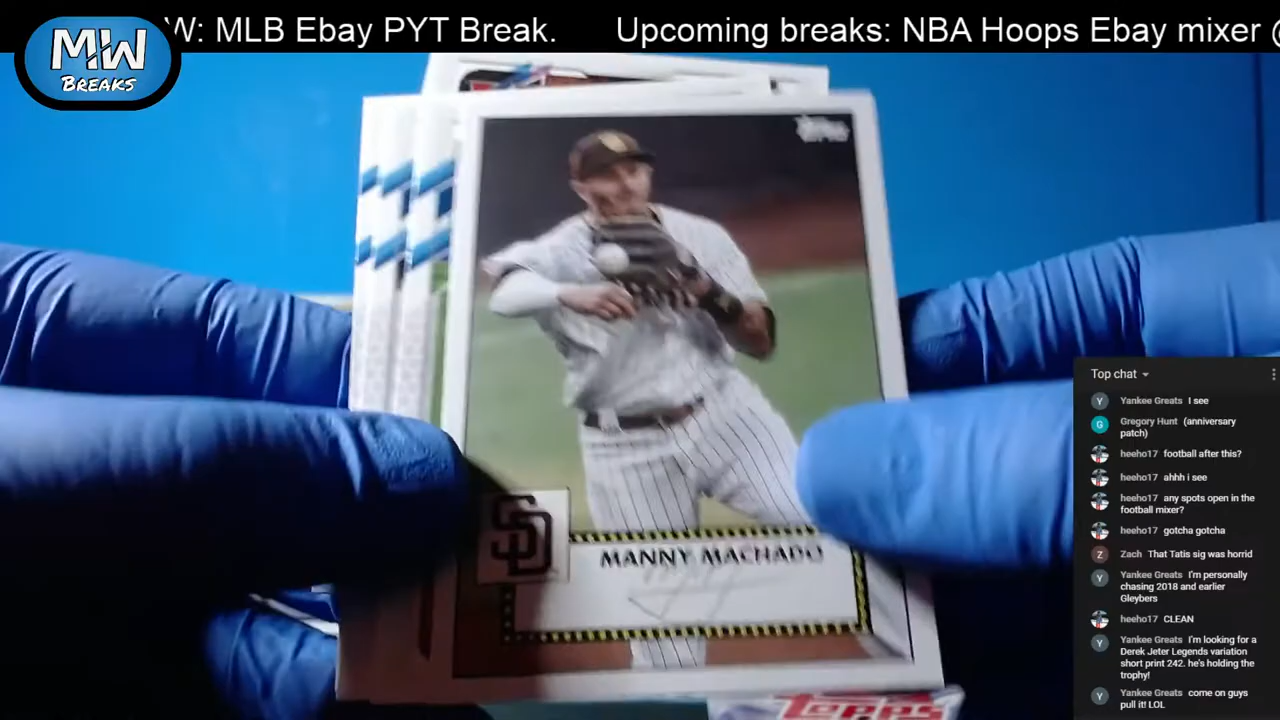 W: MLB Ebay PYT Break. Upcoming breaks: NBA Hoops Ebay mixer @
MW
BREAKS
topps
SD
MANNY MACHADO
Topps
Top chat
Yankee Greats I see
Gregory Hunt (anniversary
patch)
heeho17 football after this?
heeho17 ahhh i see
heeho17 any spots open in the
football mixer?
heeho17 gotcha gotcha
Zach That Tatis sig was horrid
Yankee Greats I'm personally
chasing 2018 and earlier
Gleybers
heeho17 CLEAN
Yankee Greats I'm looking for a
Derek Jeter Legends variation
short print 242. he's holding the
trophy!
Yankee Greats come on guys
pull it! LOL